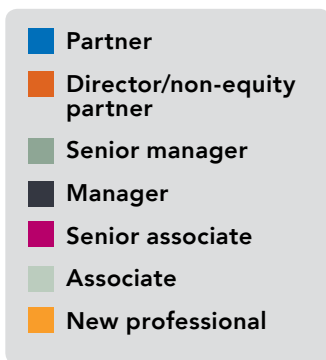 Partner
Director/non-equity
partner
Senior manager
Manager
Senior associate
Associate
New professional